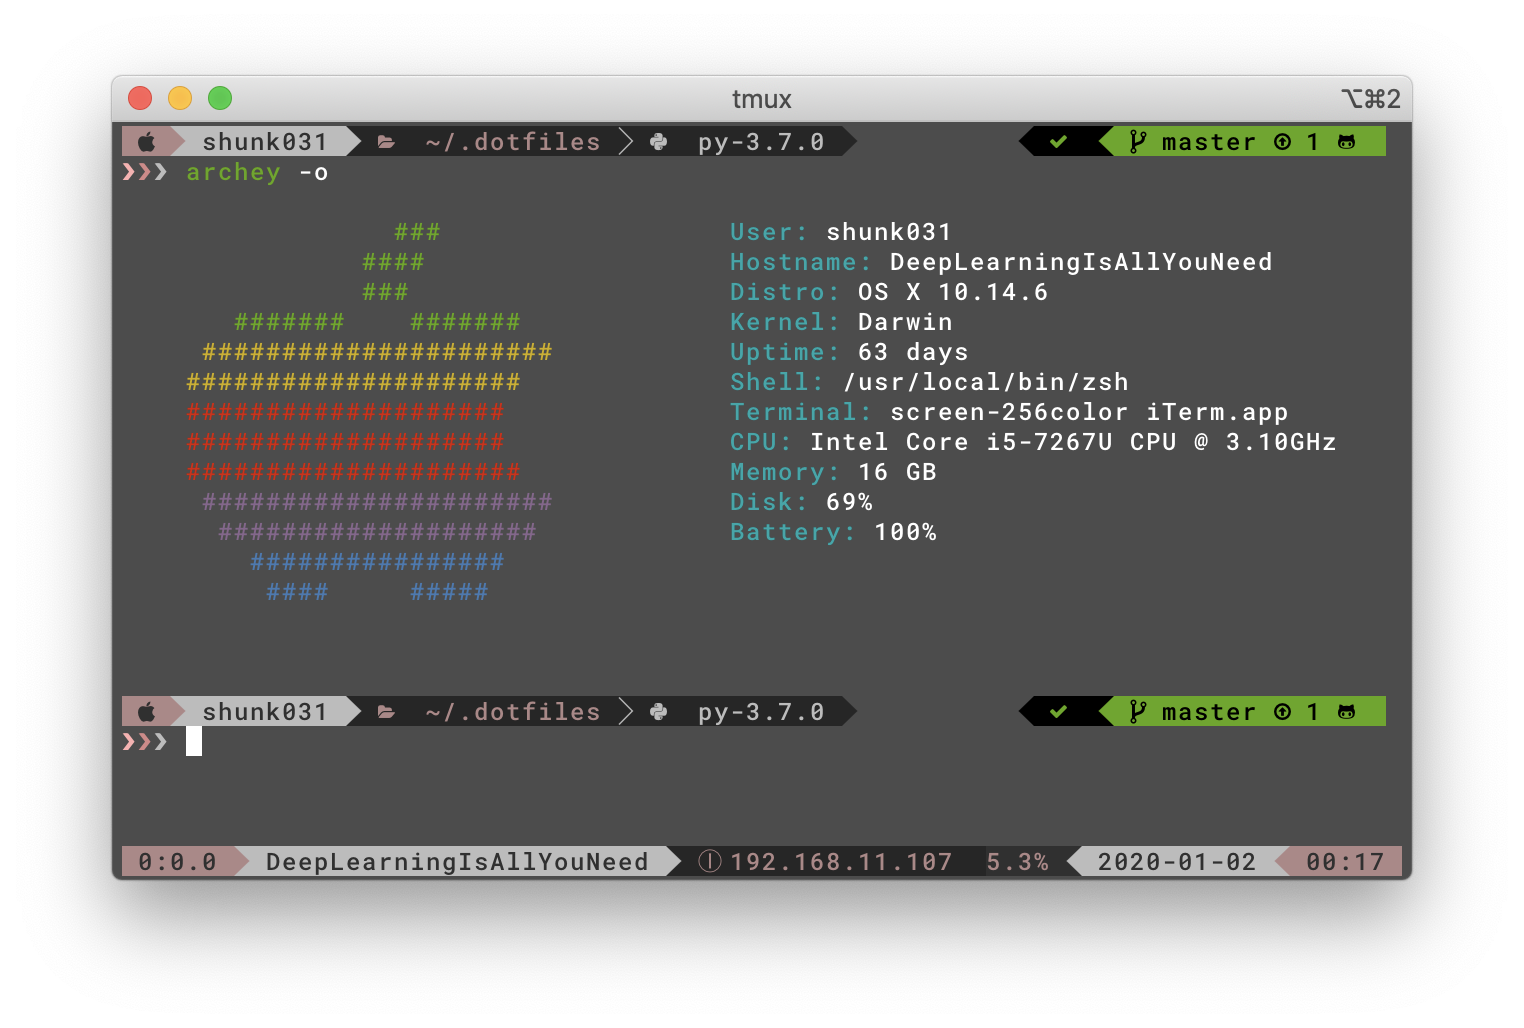 tmux ⌥⌘2
shunk031 ~/.dotfiles py-3.7.0 ✔ master 1
❯❯❯ archey -o
### User: shunk031
#### Hostname: DeepLearningIsAllYouNeed
### Distro: OS X 10.14.6
####### ####### Kernel: Darwin
###################### Uptime: 63 days
##################### Shell: /usr/local/bin/zsh
#################### Terminal: screen-256color iTerm.app
#################### CPU: Intel Core i5-7267U CPU @ 3.10GHz
##################### Memory: 16 GB
###################### Disk: 69%
#################### Battery: 100%
################
#### #####
shunk031 ~/.dotfiles py-3.7.0 ✔ master 1
❯❯❯
0:0.0 DeepLearningIsAllYouNeed 192.168.11.107 5.3% 2020-01-02 00:17